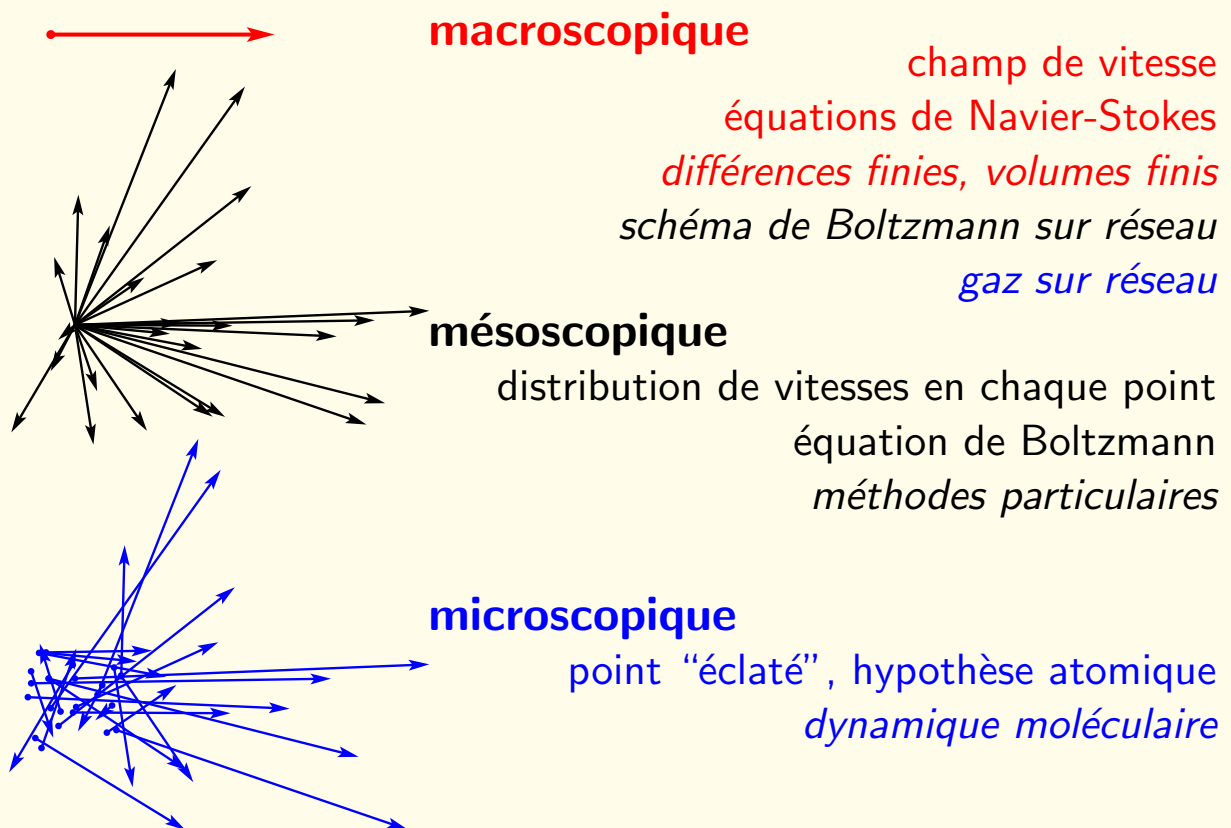 macroscopique
champ de vitesse
équations de Navier-Stokes
différences finies, volumes finis
schéma de Boltzmann sur réseau
gaz sur réseau
mésoscopique
distribution de vitesses en chaque point
équation de Boltzmann
méthodes particulaires
microscopique
point “éclaté”, hypothèse atomique
dynamique moléculaire